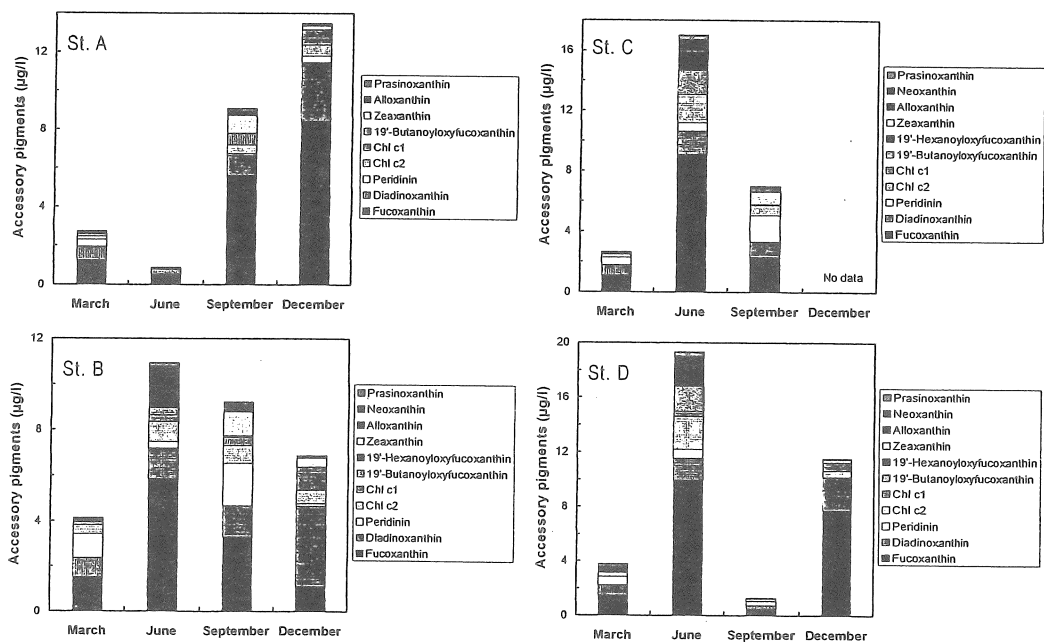 St. A
Accessory pigments (µg/l)
12
8
4
0
March June September December
Prasinoxanthin
Alloxanthin
Zeaxanthin
19'-Butanoyloxyfucoxanthin
Chl c1
Chl c2
Peridinin
Diadinoxanthin
Fucoxanthin
St. C
Accessory pigments (µg/l)
16
12
8
4
0
No data
March June September December
Prasinoxanthin
Neoxanthin
Alloxanthin
Zeaxanthin
19'-Hexanoyloxyfucoxanthin
19'-Butanoyloxyfucoxanthin
Chl c1
Chl c2
Peridinin
Diadinoxanthin
Fucoxanthin
St. B
Accessory pigments (µg/l)
12
8
4
0
March June September December
Prasinoxanthin
Neoxanthin
Alloxanthin
Zeaxanthin
19'-Hexanoyloxyfucoxanthin
19'-Butanoyloxyfucoxanthin
Chl c1
Chl c2
Peridinin
Diadinoxanthin
Fucoxanthin
St. D
Accessory pigments (µg/l)
20
16
12
8
4
0
March June September December
Prasinoxanthin
Neoxanthin
Alloxanthin
Zeaxanthin
19'-Hexanoyloxyfucoxanthin
19'-Butanoyloxyfucoxanthin
Chl c1
Chl c2
Peridinin
Diadinoxanthin
Fucoxanthin